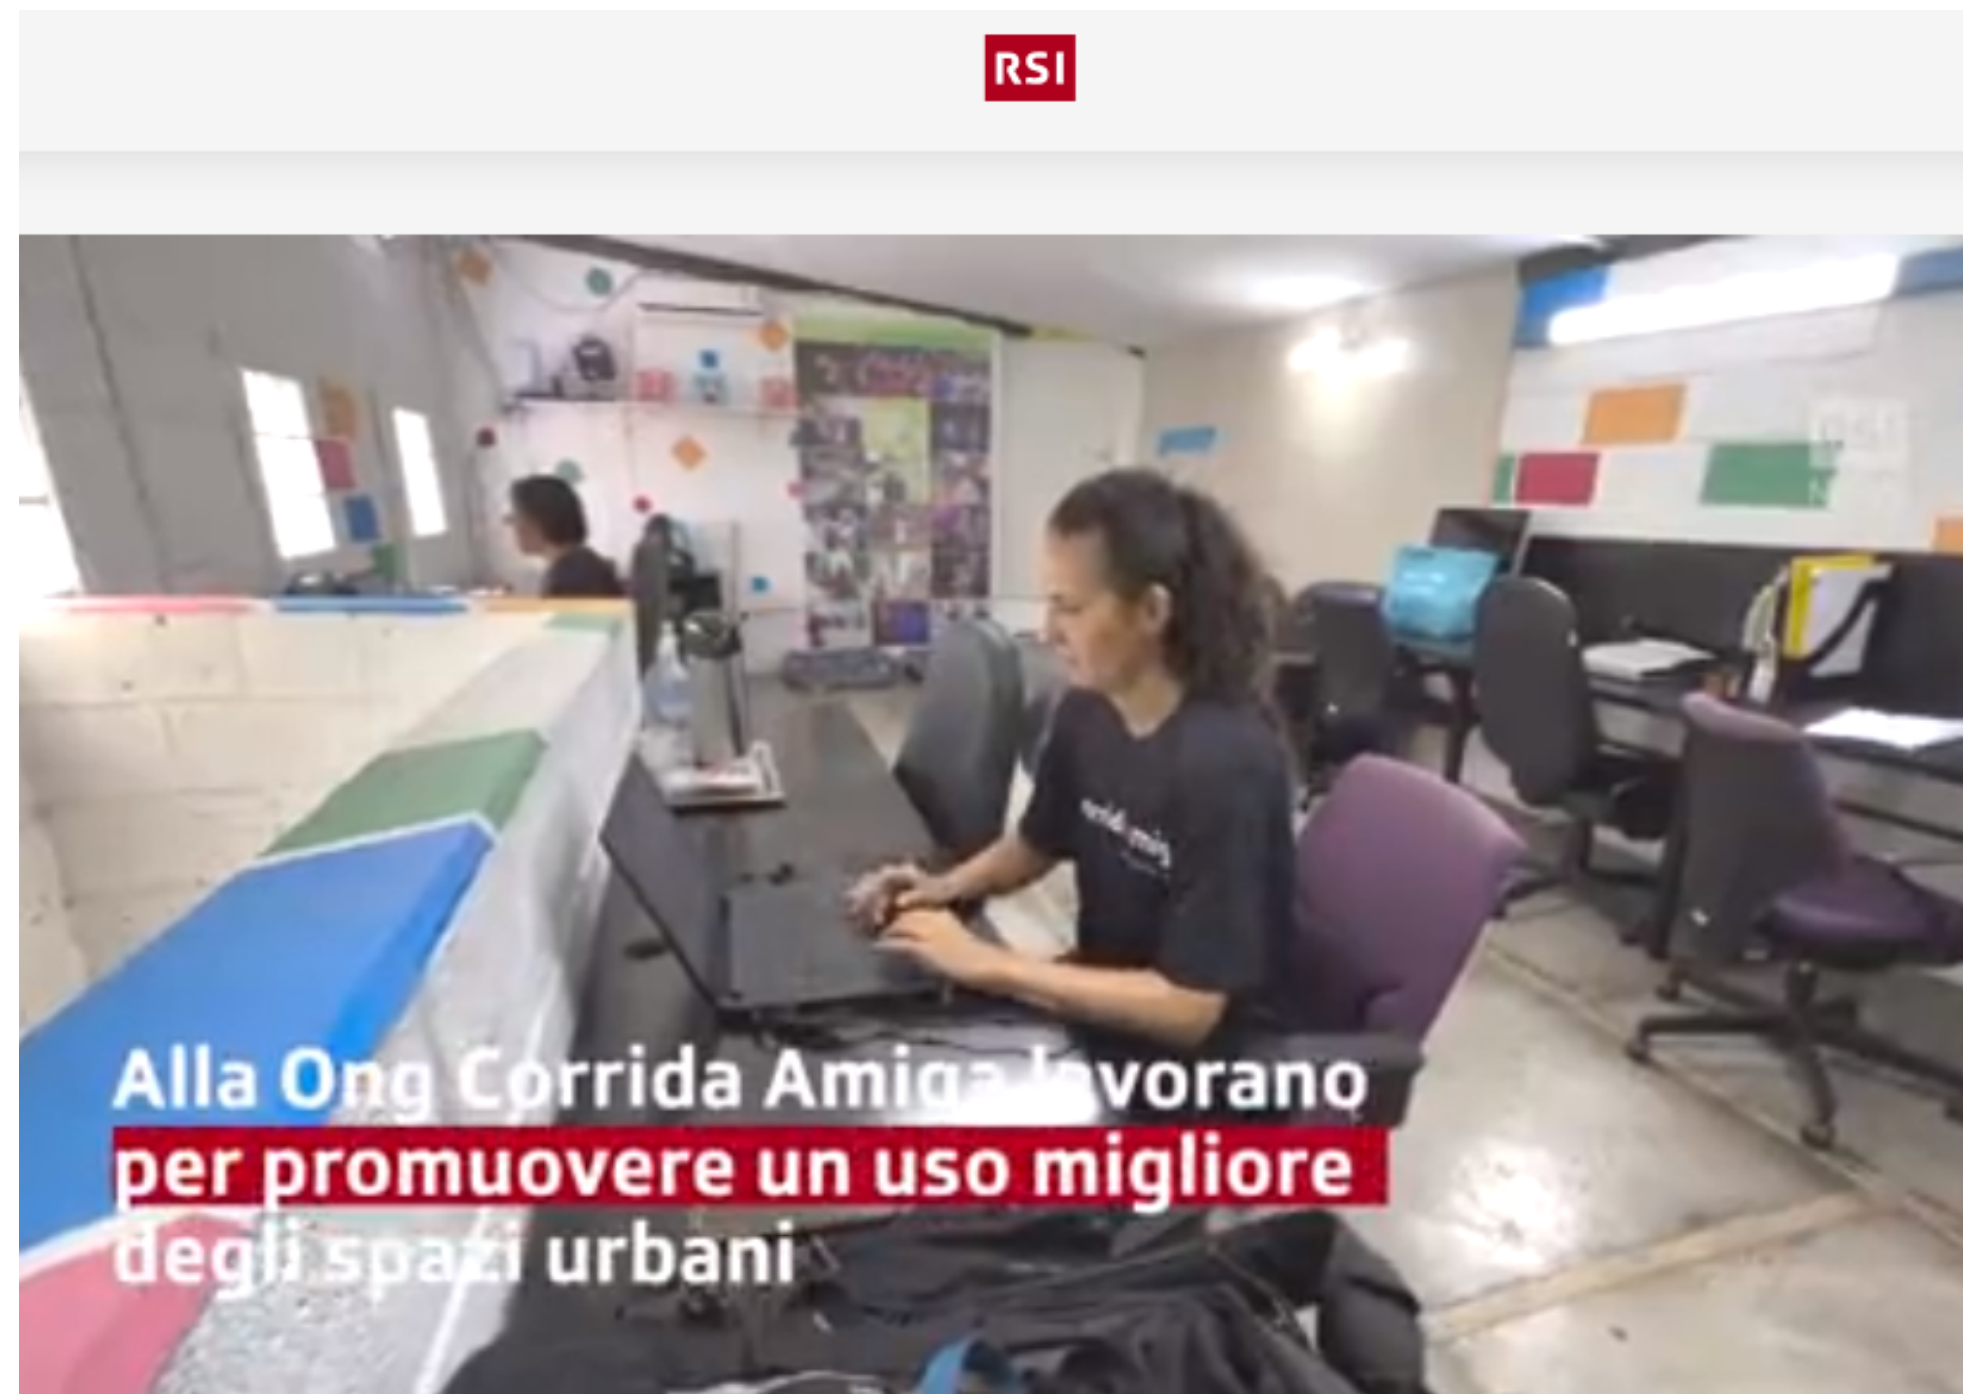 RSI
Alla Ong Corrida Amiga lavorano
per promuovere un uso migliore
degli spazi urbani